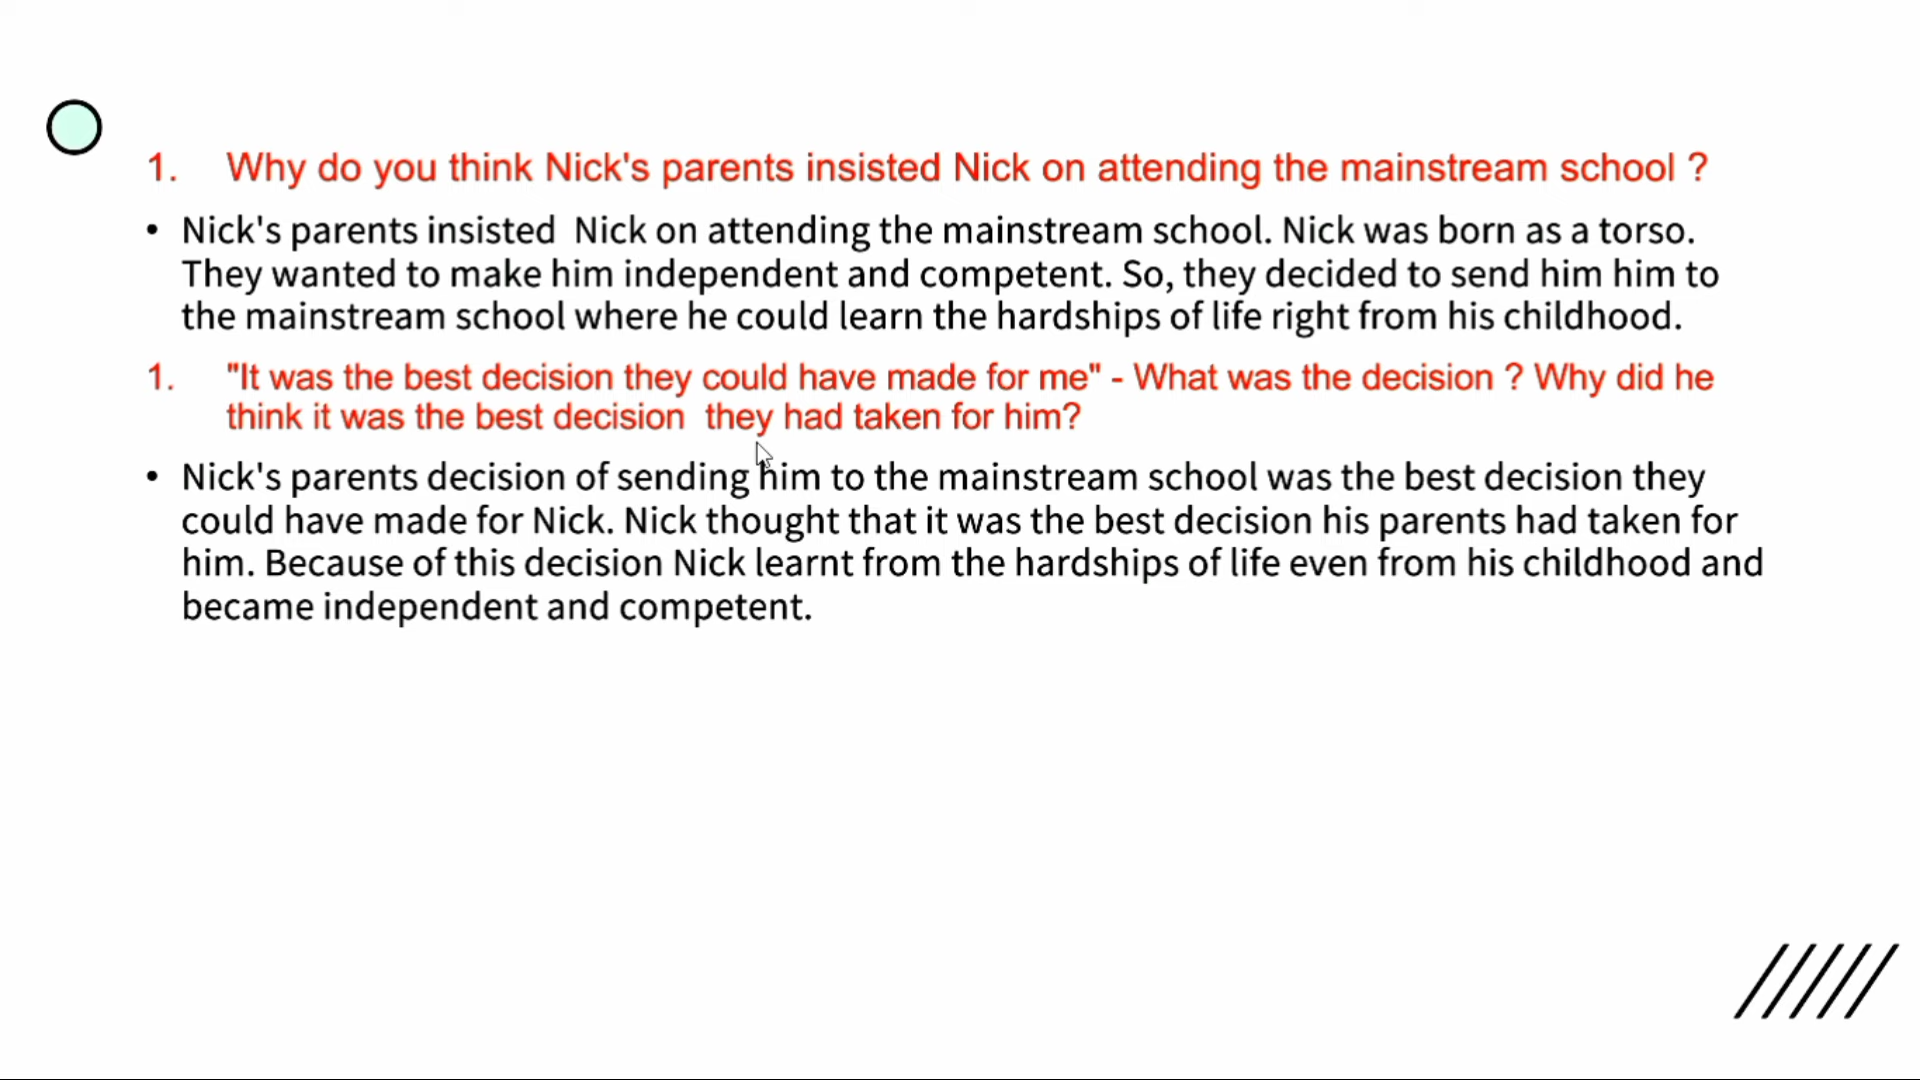 1. Why do you think Nick's parents insisted Nick on attending the mainstream school ?
• Nick's parents insisted  Nick on attending the mainstream school. Nick was born as a torso.
They wanted to make him independent and competent. So, they decided to send him him to
the mainstream school where he could learn the hardships of life right from his childhood.
1. "It was the best decision they could have made for me" - What was the decision ? Why did he
think it was the best decision  they had taken for him?
• Nick's parents decision of sending him to the mainstream school was the best decision they
could have made for Nick. Nick thought that it was the best decision his parents had taken for
him. Because of this decision Nick learnt from the hardships of life even from his childhood and
became independent and competent.